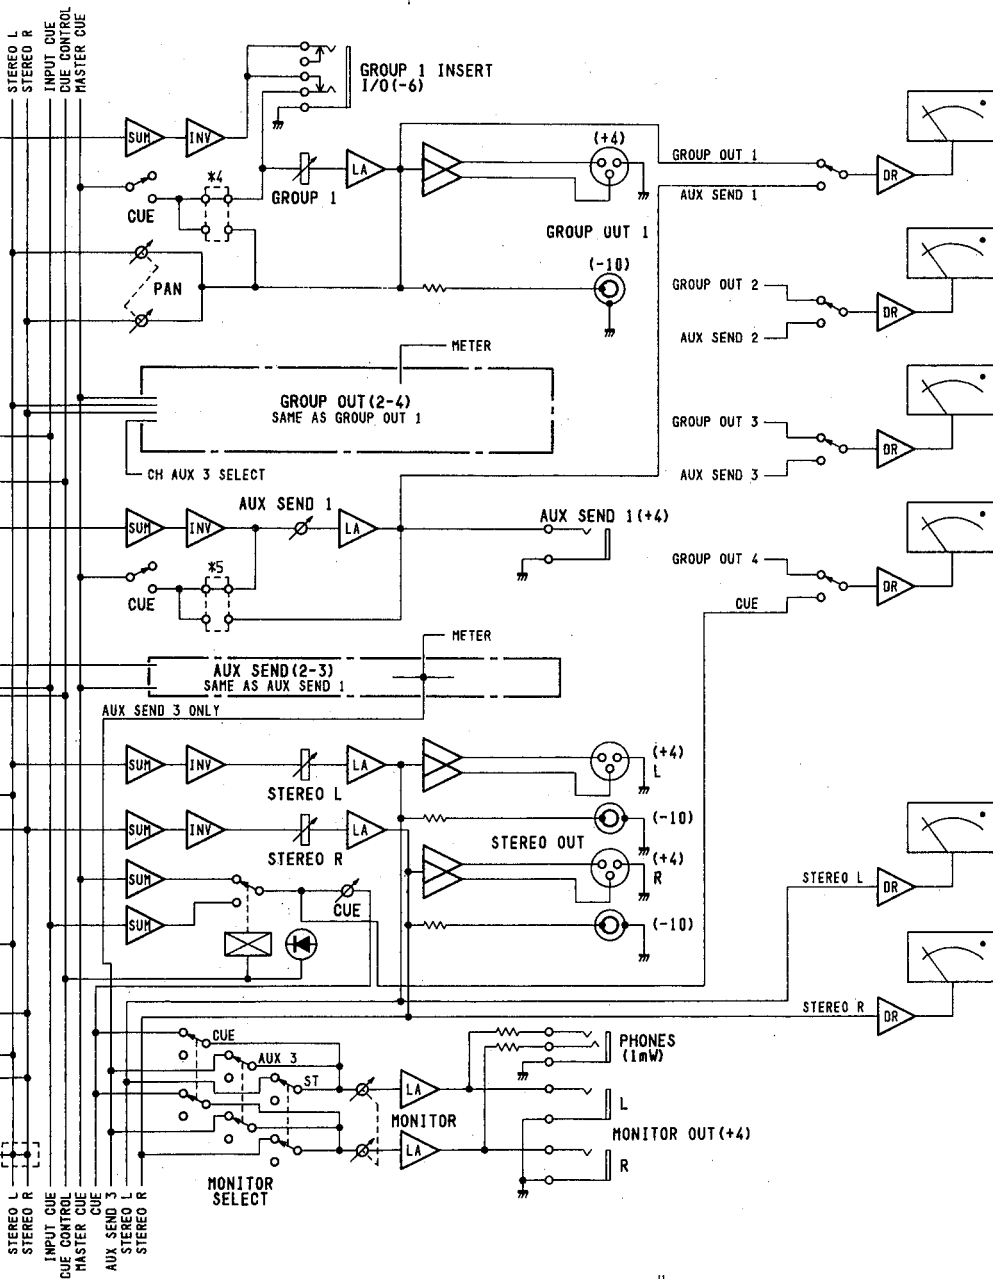 STEREO L
STEREO R
INPUT CUE
CUE CONTROL
MASTER CUE
GROUP 1 INSERT
I/O(-6)
SUM
INV
*4
CUE
GROUP 1
LA
(+4)
GROUP OUT 1
(-10)
PAN
GROUP OUT 1
AUX SEND 1
DR
GROUP OUT 2
AUX SEND 2
DR
METER
GROUP OUT(2-4)
SAME AS GROUP OUT 1
CH AUX 3 SELECT
GROUP OUT 3
AUX SEND 3
DR
SUM
INV
AUX SEND 1
LA
AUX SEND 1(+4)
*5
CUE
GROUP OUT 4
CUE
DR
METER
AUX SEND(2-3)
SAME AS AUX SEND 1
AUX SEND 3 ONLY
SUM
INV
STEREO L
LA
(+4)
L
(-10)
SUM
INV
STEREO R
LA
STEREO OUT
(+4)
R
(-10)
SUM
SUM
CUE
STEREO L
DR
STEREO R
DR
CUE
AUX 3
ST
MONITOR
LA
LA
PHONES
(1mW)
L
MONITOR OUT(+4)
R
MONITOR
SELECT
STEREO L
STEREO R
INPUT CUE
CUE CONTROL
MASTER CUE
CUE
AUX SEND 3
STEREO L
STEREO R